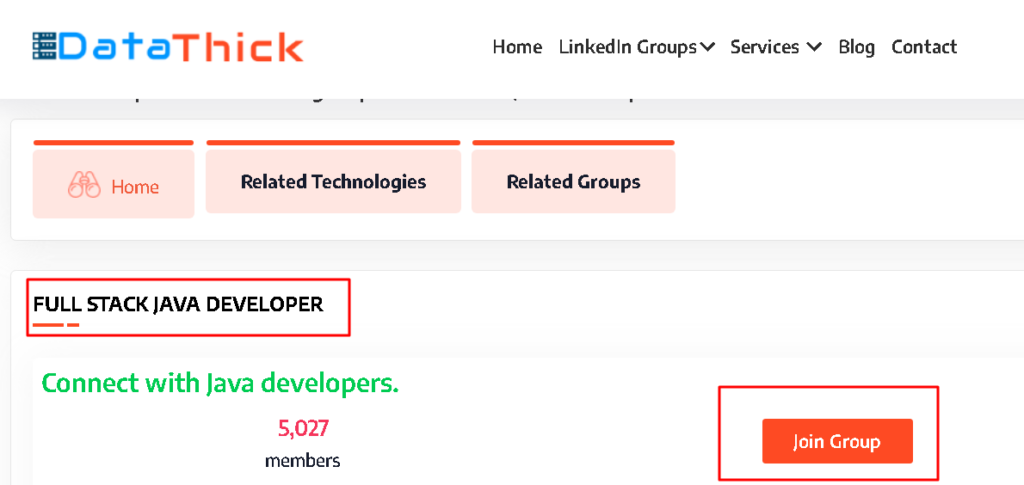 DataThick
Home LinkedIn Groups Services Blog Contact
Home Related Technologies Related Groups
FULL STACK JAVA DEVELOPER
Connect with Java developers.
5,027
members
Join Group